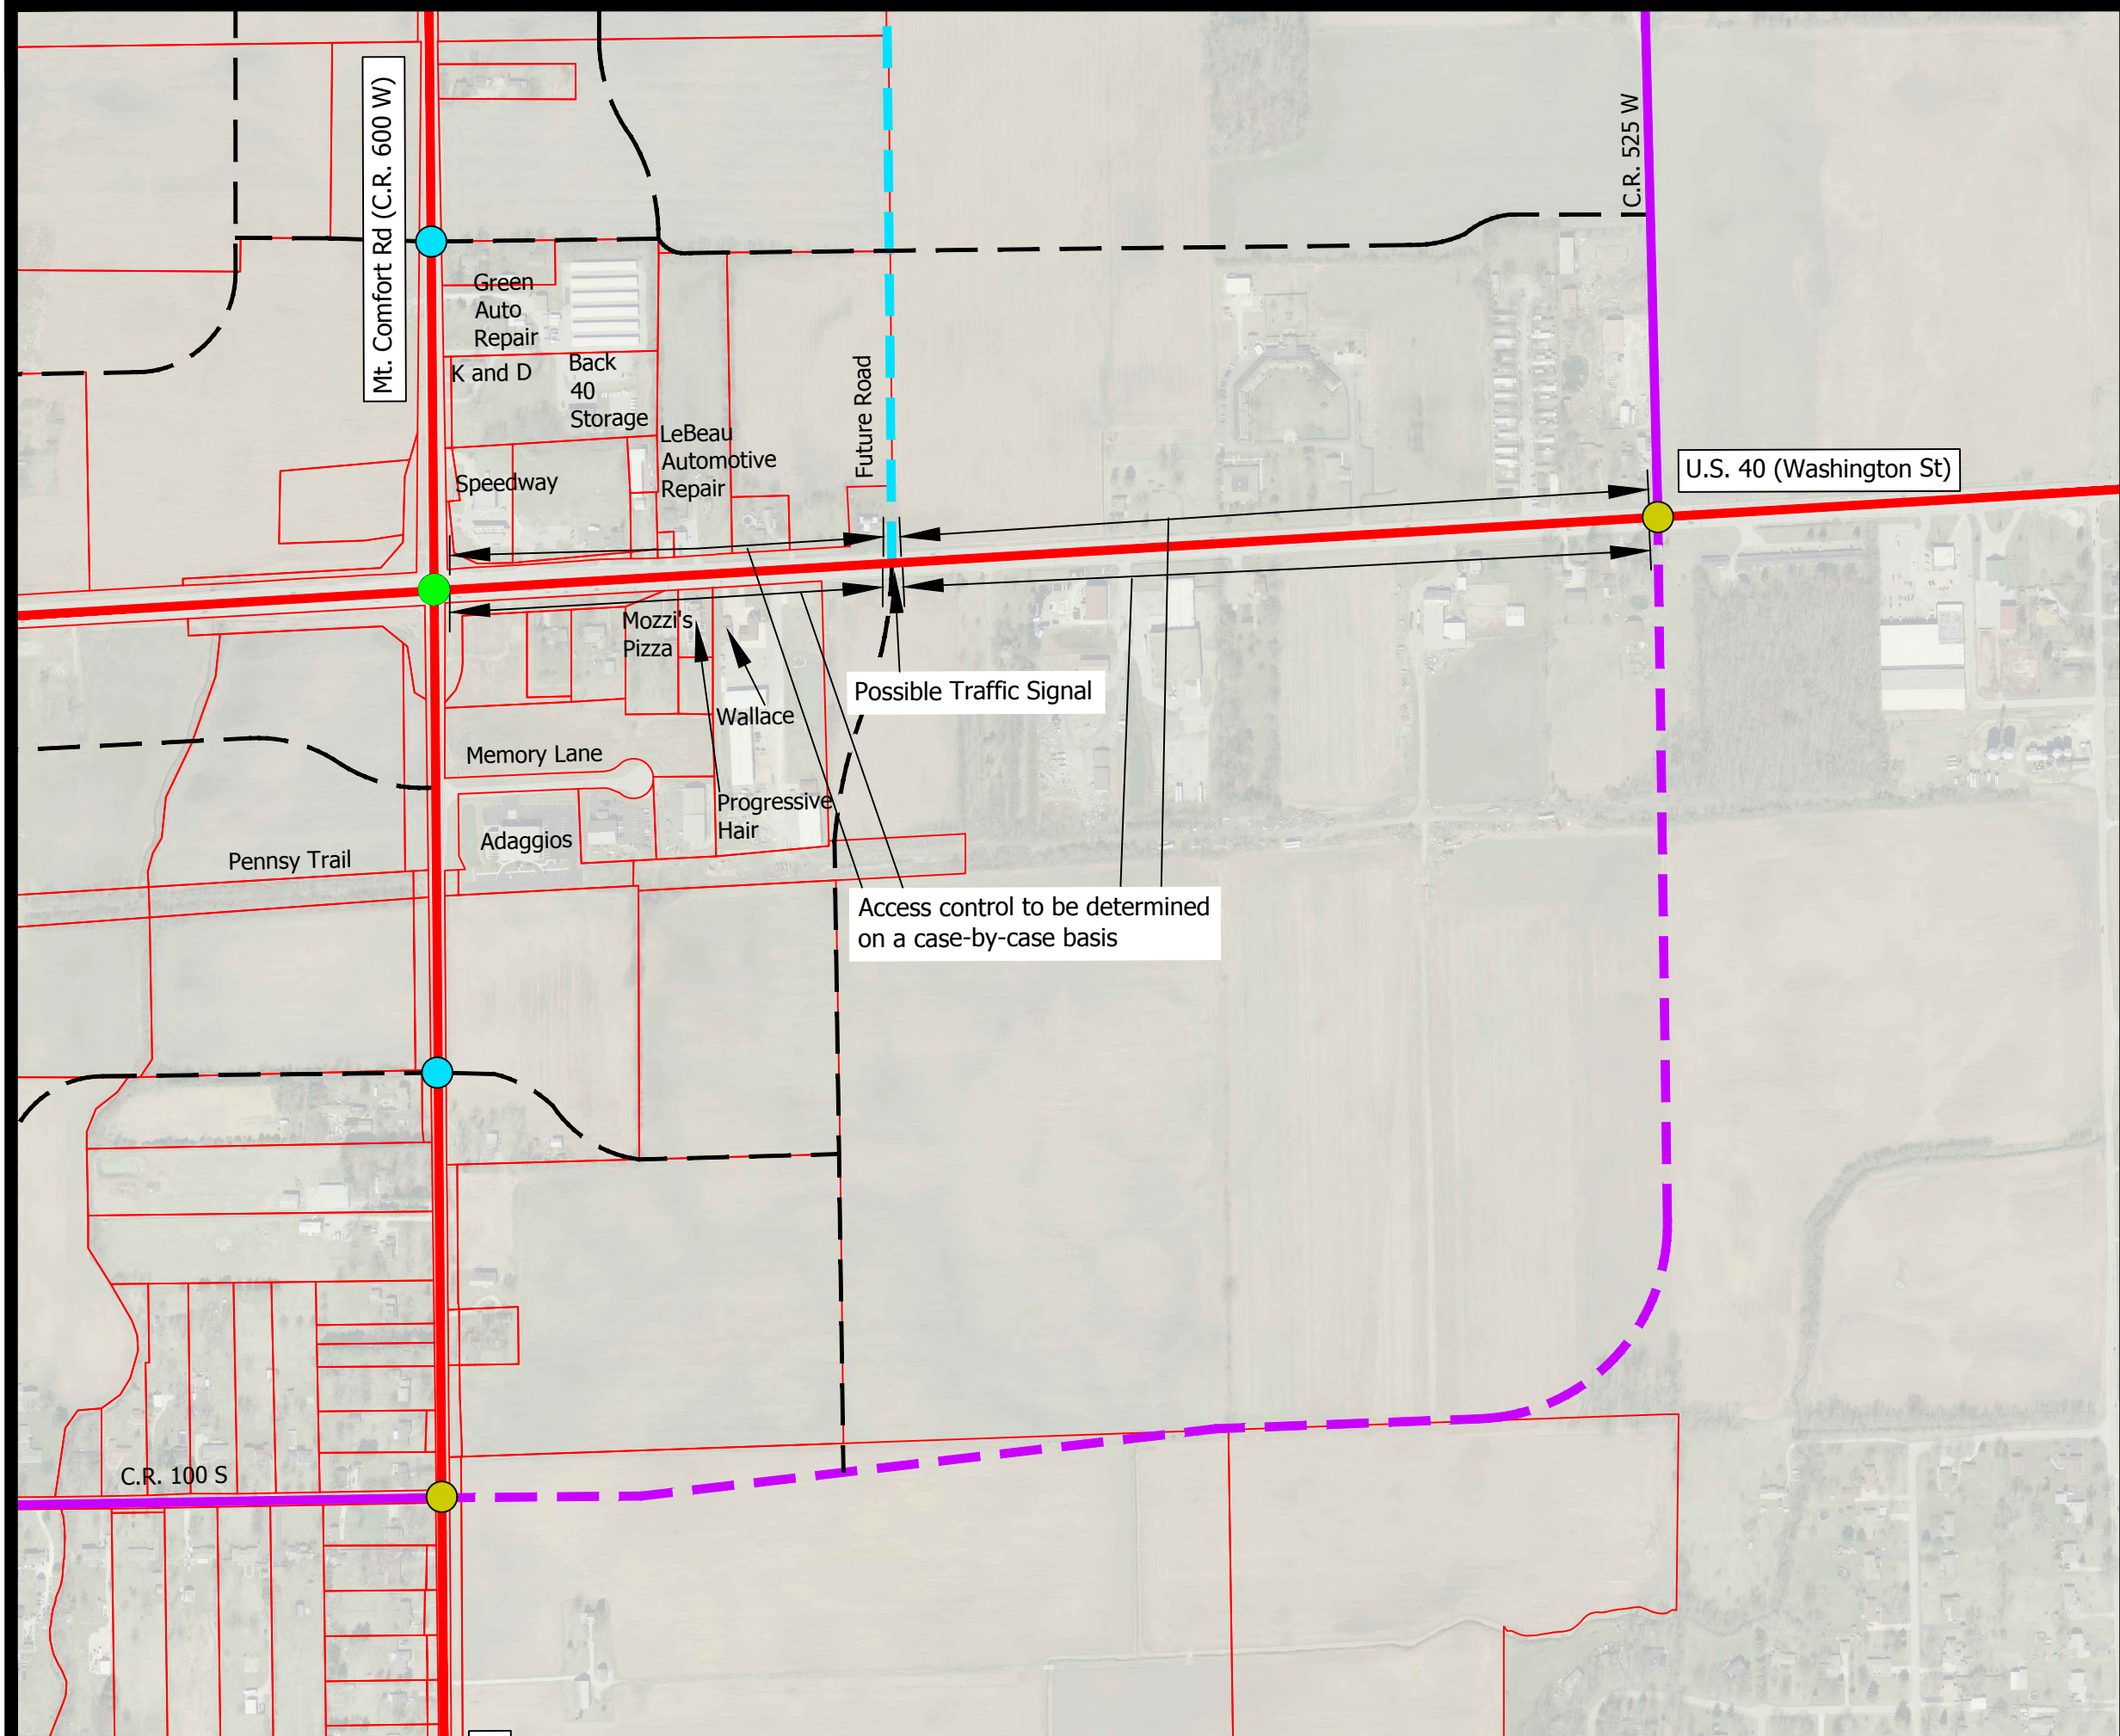 Mt. Comfort Rd (C.R. 600 W)
C.R. 525 W
Green
Auto
Repair
K and D
Back
40
Storage
Future Road
LeBeau
Automotive
Repair
Speedway
U.S. 40 (Washington St)
Mozzi's
Pizza
Possible Traffic Signal
Wallace
Memory Lane
Progressive
Hair
Adaggios
Pennsy Trail
Access control to be determined
on a case-by-case basis
C.R. 100 S